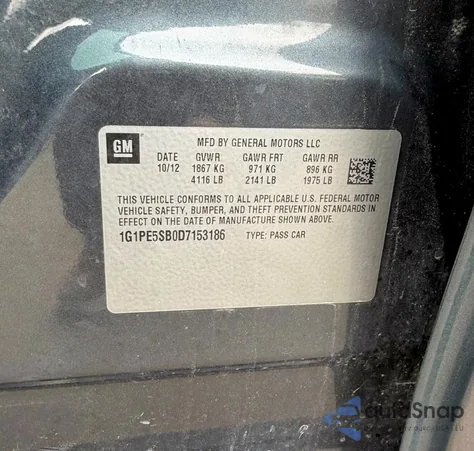 GM
MFD BY GENERAL MOTORS LLC
DATE GVWR GAWR FRT GAWR RR
10/12 1867 KG 971 KG 896 KG
4116 LB 2141 LB 1975 LB
THIS VEHICLE CONFORMS TO ALL APPLICABLE U.S. FEDERAL MOTOR
VEHICLE SAFETY, BUMPER, AND THEFT PREVENTION STANDARDS IN
EFFECT ON THE DATE OF MANUFACTURE SHOWN ABOVE.
1G1PE5SB0D7153186 TYPE: PASS CAR
autoSnap